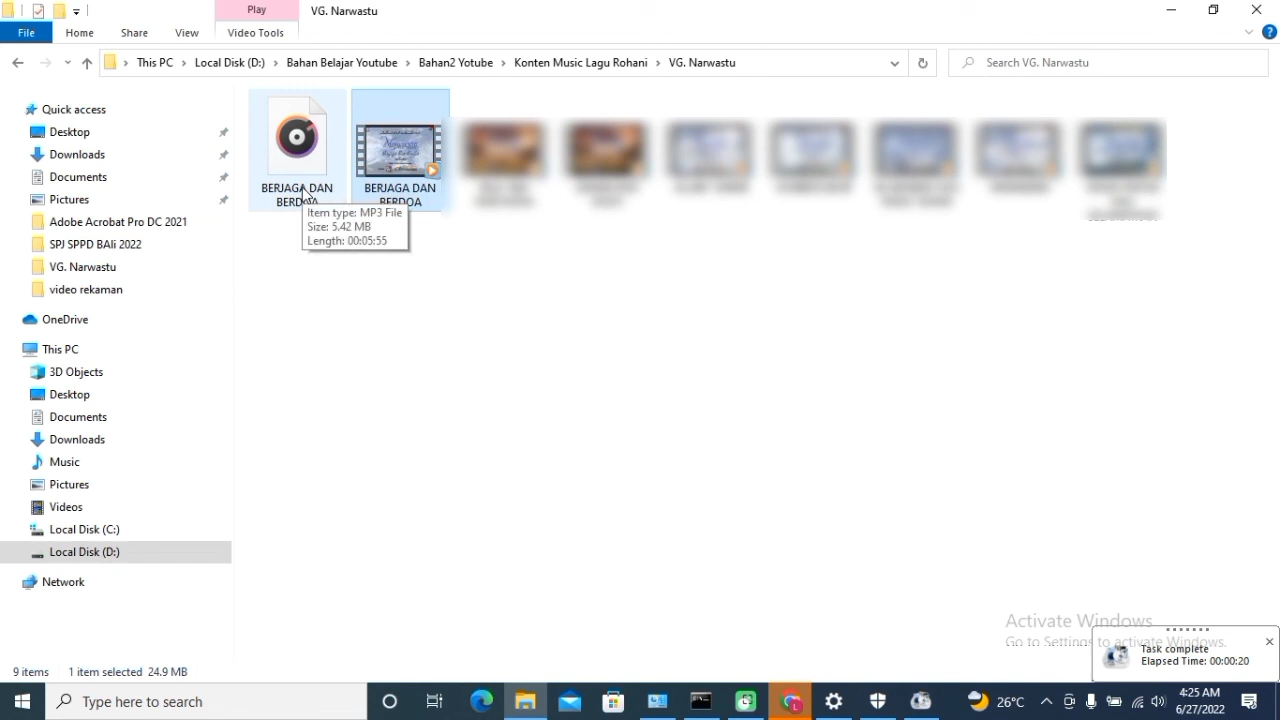 Play
VG. Narwastu
File
Home
Share
View
Video Tools
This PC
Local Disk (D:)
Bahan Belajar Youtube
Bahan2 Yotube
Konten Music Lagu Rohani
VG. Narwastu
Search VG. Narwastu
Quick access
Desktop
Downloads
Documents
Pictures
Adobe Acrobat Pro DC 2021
SPJ SPPD BAli 2022
VG. Narwastu
video rekaman
OneDrive
This PC
3D Objects
Desktop
Documents
Downloads
Music
Pictures
Videos
Local Disk (C:)
Local Disk (D:)
Network
BERJAGA DAN
BERDOA
BERJAGA DAN
BERDOA
Item type: MP3 File
Size: 5.42 MB
Length: 00:05:55
Activate Windows
Go to Settings to activate Windows.
Task complete
Elapsed Time: 00:00:20
9 items
1 item selected 24.9 MB
Type here to search
26°C
4:25 AM
6/27/2022